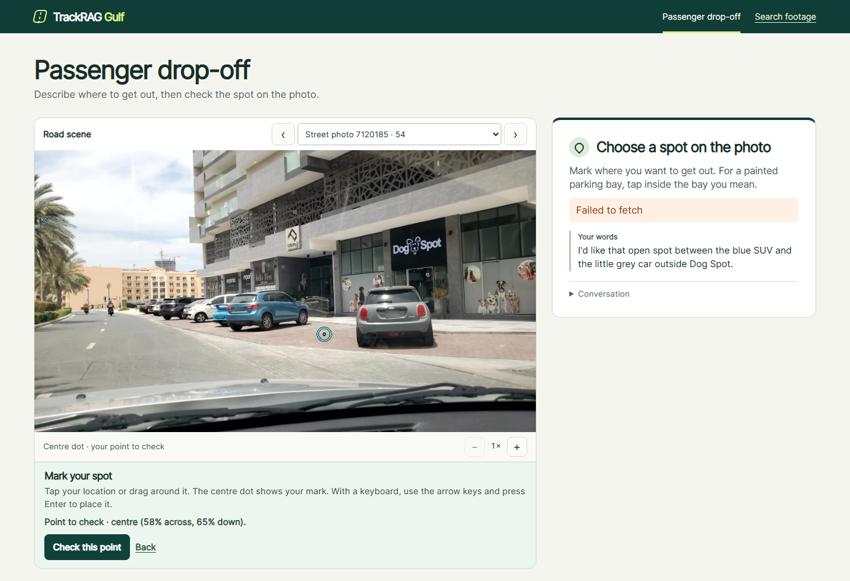 TrackRAG Gulf
Passenger drop-off
Search footage
Passenger drop-off
Describe where to get out, then check the spot on the photo.
Road scene
Street photo 7120185 · 54
Dog Spot
Centre dot · your point to check
1×
Mark your spot
Tap your location or drag around it. The centre dot shows your mark. With a keyboard, use the arrow keys and press
Enter to place it.
Point to check · centre (58% across, 65% down).
Check this point
Back
Choose a spot on the photo
Mark where you want to get out. For a painted
parking bay, tap inside the bay you mean.
Failed to fetch
Your words
I'd like that open spot between the blue SUV and
the little grey car outside Dog Spot.
Conversation